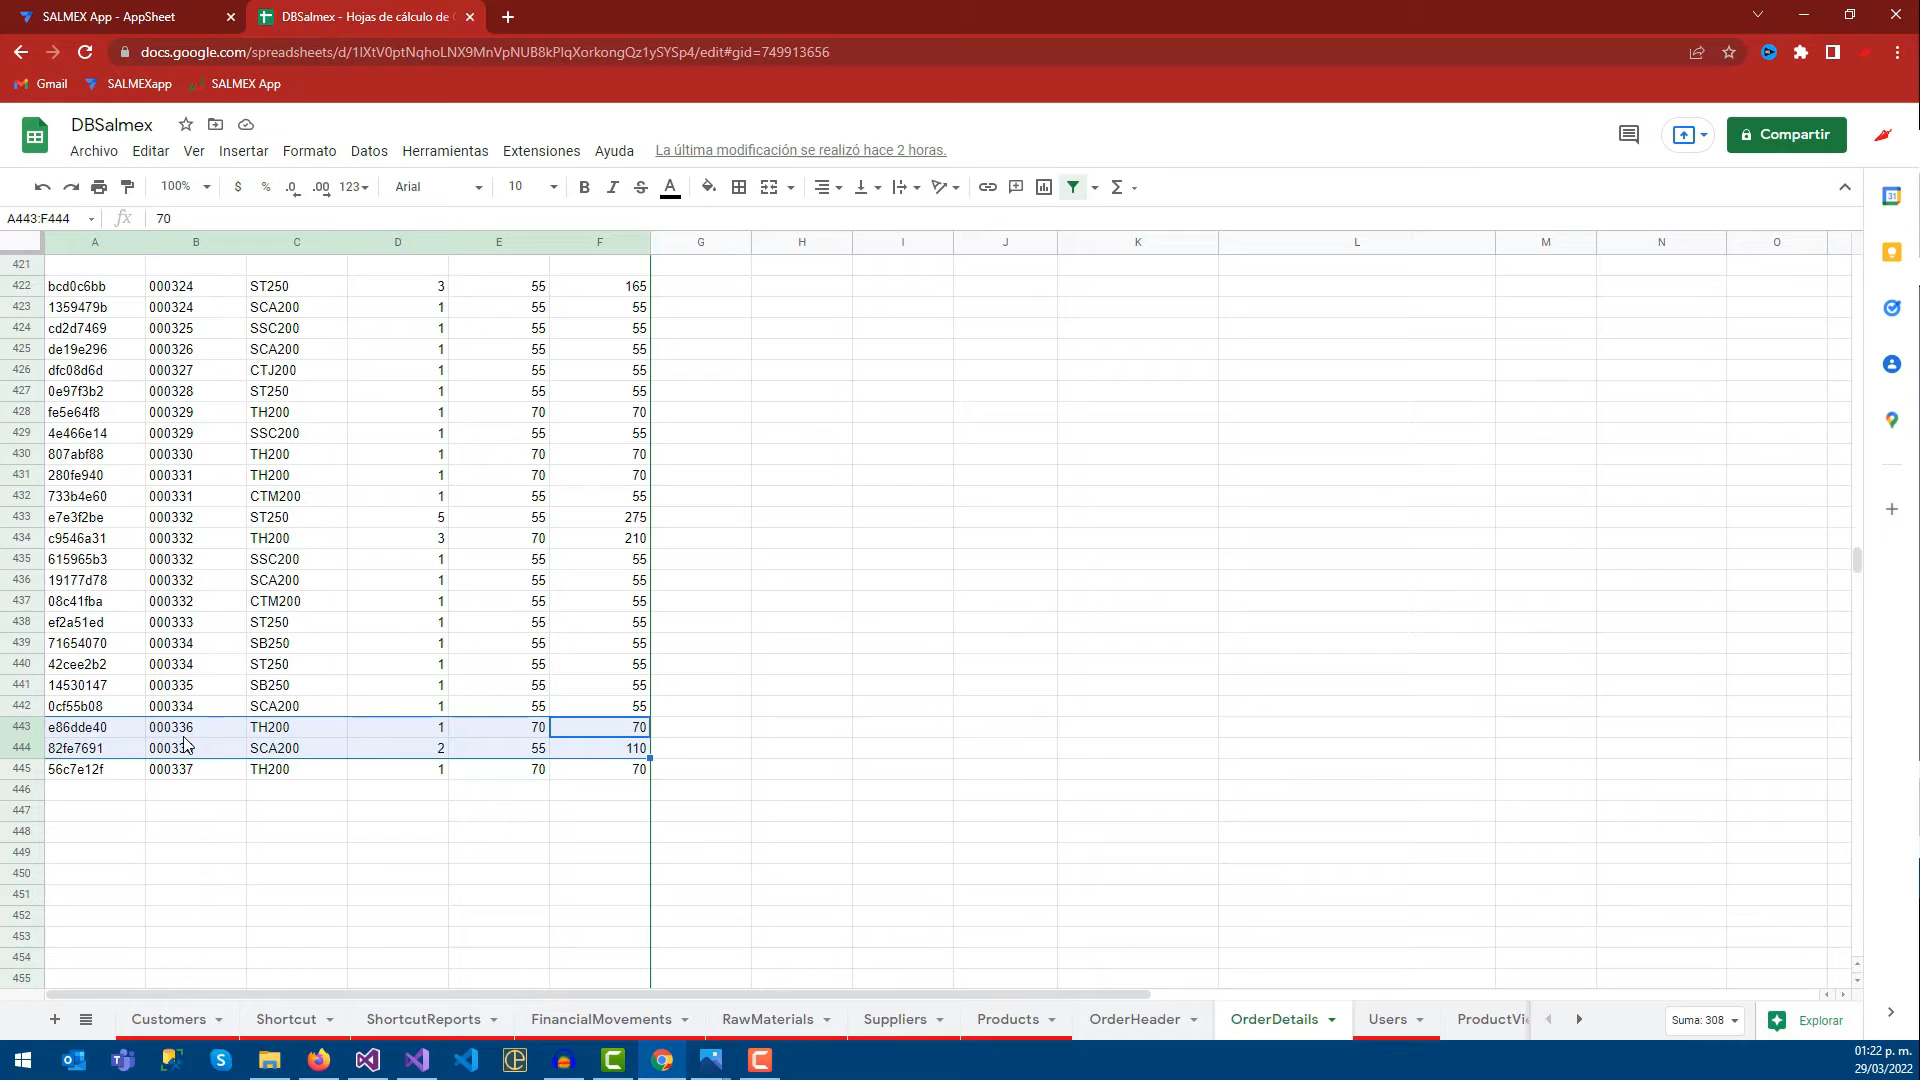 SALMEX App - AppSheet
DBSalmex - Hojas de cálculo de
docs.google.com/spreadsheets/d/1lXtV0ptNqhoLNX9MnVpNUB8kPlqXorkongQz1ySYSp4/edit#gid=749913656
Gmail SALMEXapp SALMEX App
DBSalmex
Archivo Editar Ver Insertar Formato Datos Herramientas Extensiones Ayuda La última modificación se realizó hace 2 horas.
Compartir
100% $ % .0 .00 123 Arial 10 B I S A Σ
A443:F444 fx 70
A B C D E F G H I J K L M N O
421
422 bcd0c6bb 000324 ST250 3 55 165
423 1359479b 000324 SCA200 1 55 55
424 cd2d7469 000325 SSC200 1 55 55
425 de19e296 000326 SCA200 1 55 55
426 dfc08d6d 000327 CTJ200 1 55 55
427 0e97f3b2 000328 ST250 1 55 55
428 fe5e64f8 000329 TH200 1 70 70
429 4e466e14 000329 SSC200 1 55 55
430 807abf88 000330 TH200 1 70 70
431 280fe940 000331 TH200 1 70 70
432 733b4e60 000331 CTM200 1 55 55
433 e7e3f2be 000332 ST250 5 55 275
434 c9546a31 000332 TH200 3 70 210
435 615965b3 000332 SSC200 1 55 55
436 19177d78 000332 SCA200 1 55 55
437 08c41fba 000332 CTM200 1 55 55
438 ef2a51ed 000333 ST250 1 55 55
439 71654070 000334 SB250 1 55 55
440 42cee2b2 000334 ST250 1 55 55
441 14530147 000335 SB250 1 55 55
442 0cf55b08 000334 SCA200 1 55 55
443 e86dde40 000336 TH200 1 70 70
444 82fe7691 SCA200 2 55 110
445 56c7e12f 000337 TH200 1 70 70
446
447
448
449
450
451
452
453
454
455
Customers Shortcut ShortcutReports FinancialMovements RawMaterials Suppliers Products OrderHeader OrderDetails Users ProductVi Suma: 308 Explorar
01:22 p. m.
29/03/2022